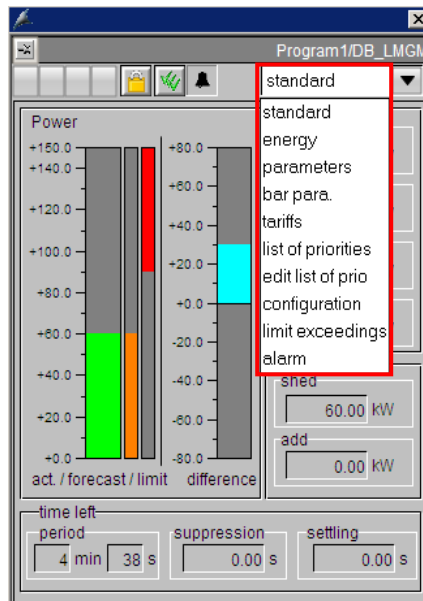 Program1/DB_LMGM
standard
standard
energy
parameters
bar para.
tariffs
list of priorities
edit list of prio
configuration
limit exceedings
alarm
Power
+150.0
+140.0
+120.0
+100.0
+80.0
+60.0
+40.0
+20.0
+0.0
+80.0
+60.0
+40.0
+20.0
+0.0
-20.0
-40.0
-60.0
-80.0
act. / forecast / limit difference
shed
60.00 kW
add
0.00 kW
time left
period suppression settling
4 min 38 s 0.00 s 0.00 s